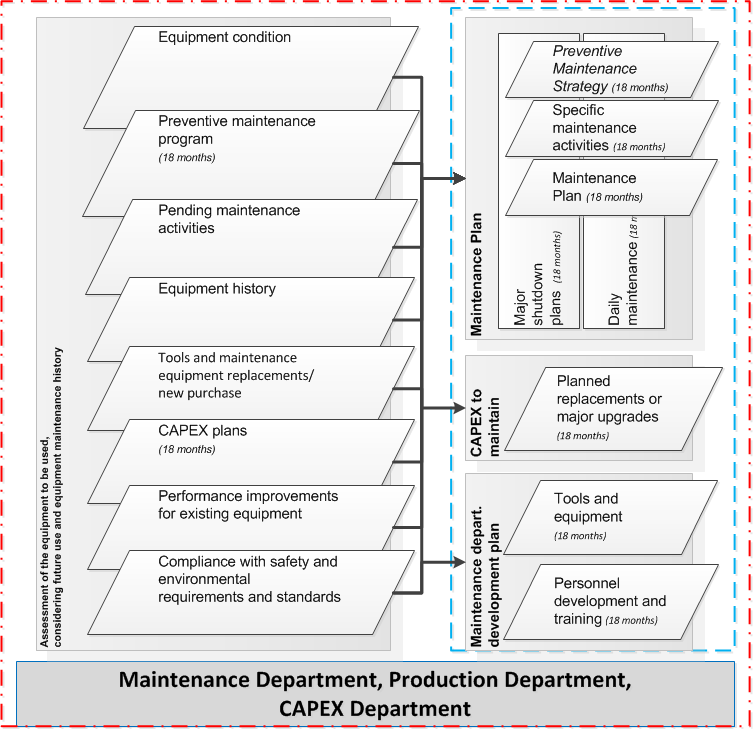 Equipment condition
Preventive maintenance
program
(18 months)
Pending maintenance
activities
Equipment history
Tools and maintenance
equipment replacements/
new purchase
CAPEX plans
(18 months)
Performance improvements
for existing equipment
Compliance with safety and
environmental
requirements and standards
Assessment of the equipment to be used,
considering future use and equipment maintenance history
Maintenance Plan
Preventive
Maintenance
Strategy (18 months)
Specific
maintenance
activities (18 months)
Maintenance
Plan (18 months)
Major
shutdown
plans (18 months)
Daily
maintenance (18 m
CAPEX to
maintain
Planned
replacements or
major upgrades
(18 months)
Maintenance depart.
development plan
Tools and
equipment
(18 months)
Personnel
development and
training (18 months)
Maintenance Department, Production Department,
CAPEX Department